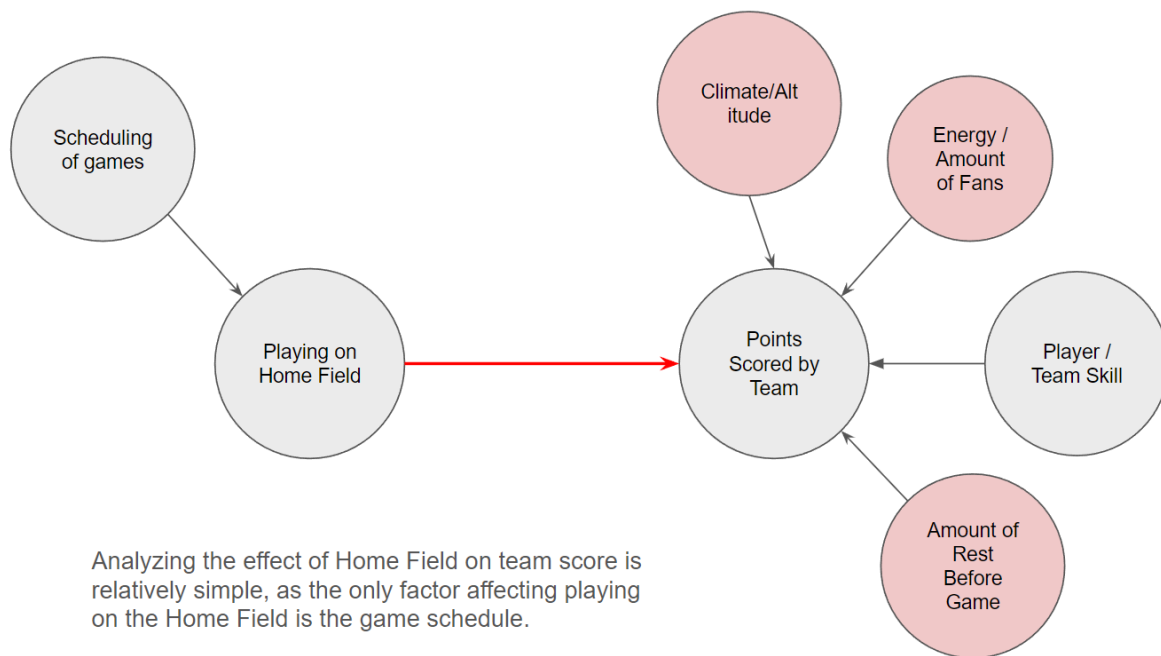 Scheduling
of games
Climate/Alt
itude
Energy /
Amount
of Fans
Playing on
Home Field
Points
Scored by
Team
Player /
Team Skill
Amount of
Rest
Before
Game
Analyzing the effect of Home Field on team score is
relatively simple, as the only factor affecting playing
on the Home Field is the game schedule.